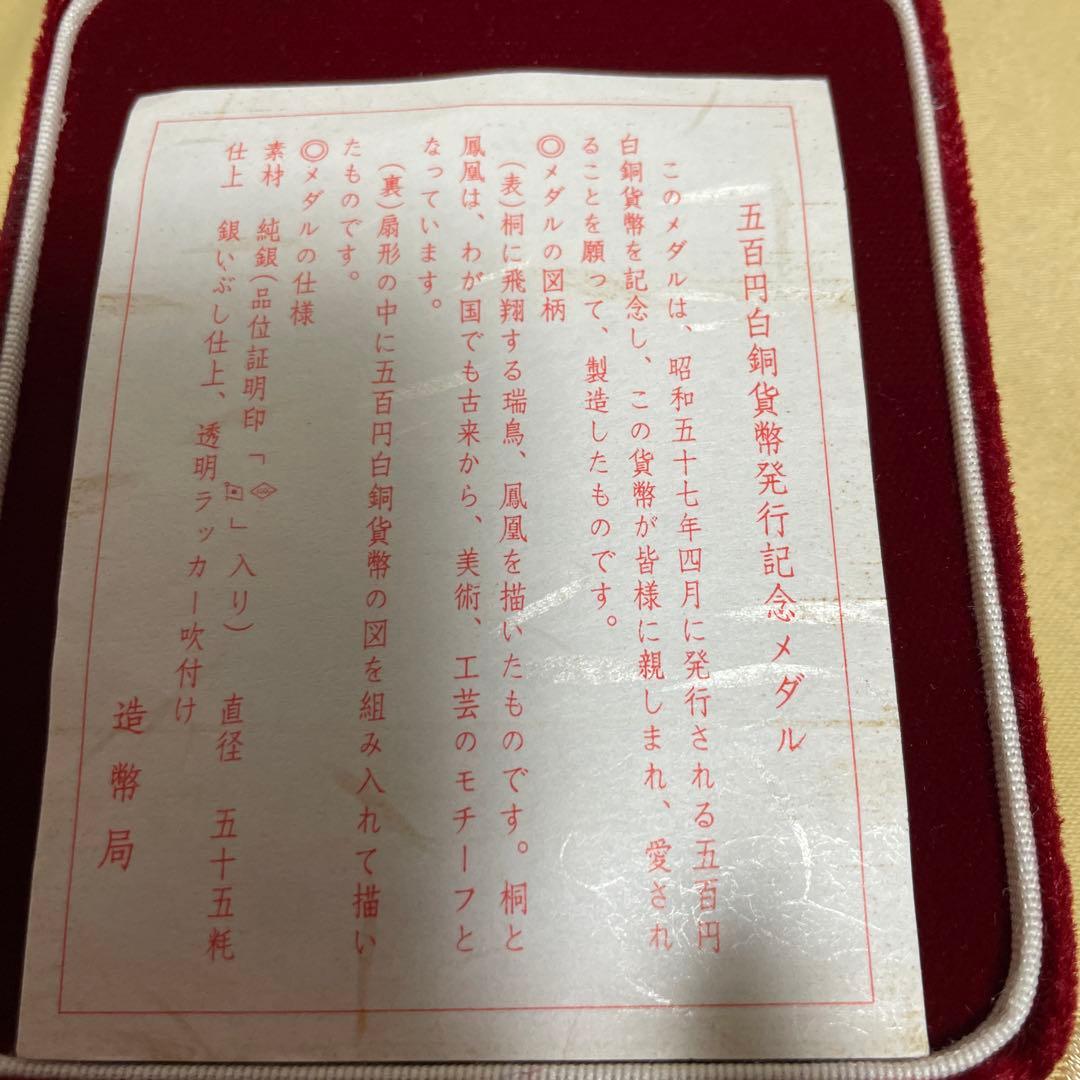 五百円白銅貨幣発行記念メダル
このメダルは、昭和五十七年四月に発行される五百円
白銅貨幣を記念し、この貨幣が皆様に親しまれ、愛され
ることを願って、製造したものです。
◎メダルの図柄
(表)桐に飛翔する瑞鳥、鳳凰を描いたものです。桐と
鳳凰は、わが国でも古来から、美術、工芸のモチーフと
なっています。
(裏)扇形の中に五百円白銅貨幣の図を組み入れて描い
たものです。
◎メダルの仕様
素材 純銀(品位証明印「」入り) 直径 五十五粍
仕上 銀いぶし仕上、透明ラッカー吹付け
造幣局